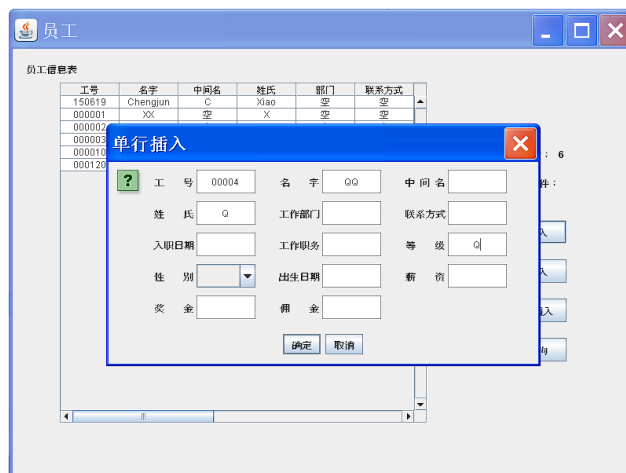 员工
员工信息表
工号 名字 中间名 姓氏 部门 联系方式
150619 Chengjun C Xiao 空 空
000001 XX 空 X 空 空
000002
000003
000010
000120
: 6
件:
入
入
插入
询
单行插入
工 号 00004 名 字 QQ 中 间 名
姓 氏 Q 工作部门 联系方式
入职日期 工作职务 等 级 Q
性 别 出生日期 薪 资
奖 金 佣 金
确定 取消